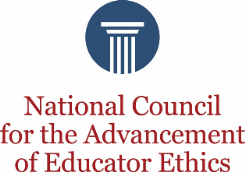 National Council
for the Advancement
of Educator Ethics